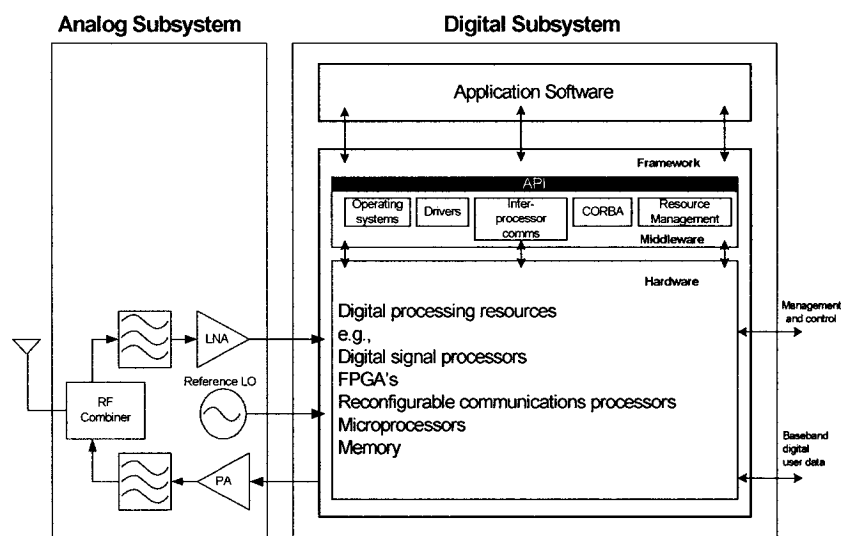 Analog Subsystem
Digital Subsystem
Application Software
Framework
API
Operating
systems
Drivers
Inter-
processor
comms
CORBA
Resource
Management
Middleware
Hardware
Digital processing resources
e.g.,
Digital signal processors
FPGA's
Reconfigurable communications processors
Microprocessors
Memory
LNA
Reference LO
RF
Combiner
PA
Management
and control
Baseband
digital
user data